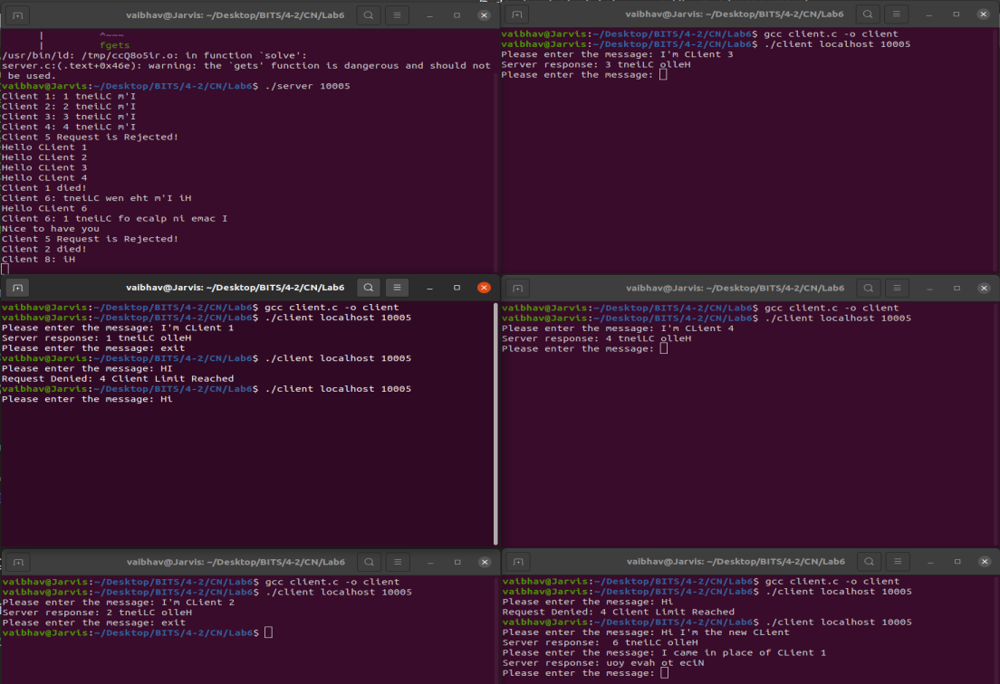 vaibhav@Jarvis: ~/Desktop/BITS/4-2/CN/Lab6
| ^~~~
| fgets
/usr/bin/ld: /tmp/ccQ8o5ir.o: in function `solve':
server.c:(.text+0x46e): warning: the `gets' function is dangerous and should not
be used.
vaibhav@Jarvis:~/Desktop/BITS/4-2/CN/Lab6$ ./server 10005
Client 1: 1 tneiLC m'I
Client 2: 2 tneiLC m'I
Client 3: 3 tneiLC m'I
Client 4: 4 tneiLC m'I
Client 5 Request is Rejected!
Hello CLient 1
Hello CLient 2
Hello CLient 3
Hello CLient 4
Client 1 died!
Client 6: tneiLC wen eht m'I iH
Hello CLient 6
Client 6: 1 tneiLC fo ecalp ni emac I
Nice to have you
Client 5 Request is Rejected!
Client 2 died!
Client 8: iH
vaibhav@Jarvis: ~/Desktop/BITS/4-2/CN/Lab6
vaibhav@Jarvis:~/Desktop/BITS/4-2/CN/Lab6$ gcc client.c -o client
vaibhav@Jarvis:~/Desktop/BITS/4-2/CN/Lab6$ ./client localhost 10005
Please enter the message: I'm CLient 3
Server response: 3 tneiLC olleH
Please enter the message:
vaibhav@Jarvis: ~/Desktop/BITS/4-2/CN/Lab6
vaibhav@Jarvis:~/Desktop/BITS/4-2/CN/Lab6$ gcc client.c -o client
vaibhav@Jarvis:~/Desktop/BITS/4-2/CN/Lab6$ ./client localhost 10005
Please enter the message: I'm CLient 1
Server response: 1 tneiLC olleH
Please enter the message: exit
vaibhav@Jarvis:~/Desktop/BITS/4-2/CN/Lab6$ ./client localhost 10005
Please enter the message: HI
Request Denied: 4 Client Limit Reached
vaibhav@Jarvis:~/Desktop/BITS/4-2/CN/Lab6$ ./client localhost 10005
Please enter the message: Hi
vaibhav@Jarvis: ~/Desktop/BITS/4-2/CN/Lab6
vaibhav@Jarvis:~/Desktop/BITS/4-2/CN/Lab6$ gcc client.c -o client
vaibhav@Jarvis:~/Desktop/BITS/4-2/CN/Lab6$ ./client localhost 10005
Please enter the message: I'm CLient 4
Server response: 4 tneiLC olleH
Please enter the message:
vaibhav@Jarvis: ~/Desktop/BITS/4-2/CN/Lab6
vaibhav@Jarvis:~/Desktop/BITS/4-2/CN/Lab6$ gcc client.c -o client
vaibhav@Jarvis:~/Desktop/BITS/4-2/CN/Lab6$ ./client localhost 10005
Please enter the message: I'm CLient 2
Server response: 2 tneiLC olleH
Please enter the message: exit
vaibhav@Jarvis:~/Desktop/BITS/4-2/CN/Lab6$
vaibhav@Jarvis: ~/Desktop/BITS/4-2/CN/Lab6
vaibhav@Jarvis:~/Desktop/BITS/4-2/CN/Lab6$ gcc client.c -o client
vaibhav@Jarvis:~/Desktop/BITS/4-2/CN/Lab6$ ./client localhost 10005
Please enter the message: Hi
Request Denied: 4 Client Limit Reached
vaibhav@Jarvis:~/Desktop/BITS/4-2/CN/Lab6$ ./client localhost 10005
Please enter the message: Hi I'm the new CLient
Server response:  6 tneiLC olleH
Please enter the message: I came in place of CLient 1
Server response: uoy evah ot eciN
Please enter the message: